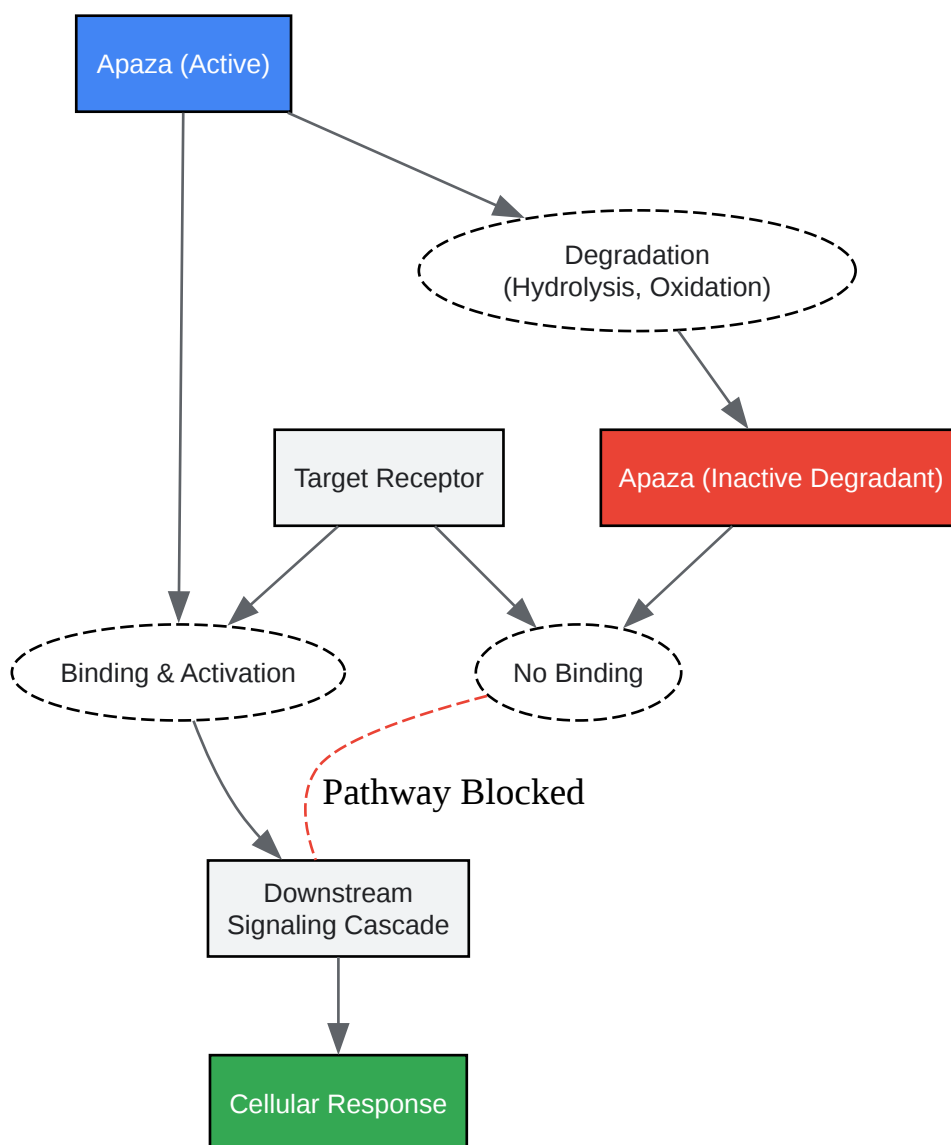 Apaza (Active)
Degradation
(Hydrolysis, Oxidation)
Target Receptor
Apaza (Inactive Degradant)
Binding & Activation
No Binding
Pathway Blocked
Downstream
Signaling Cascade
Cellular Response